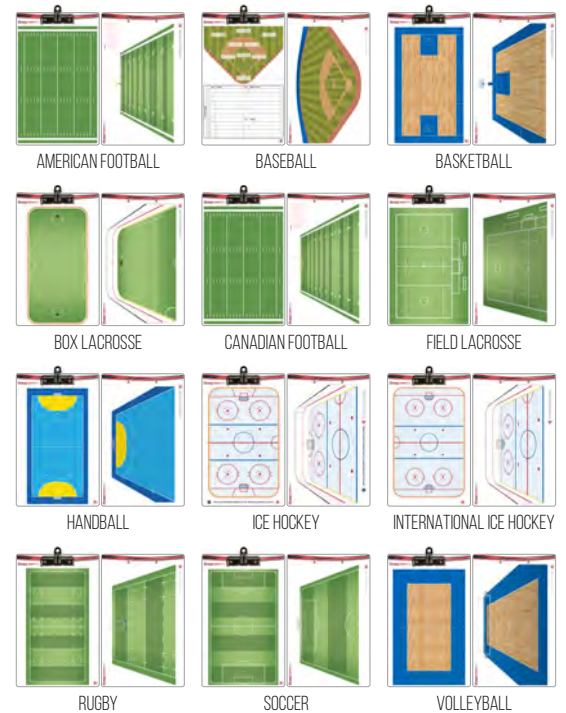 AMERICAN FOOTBALL
BASEBALL
BASKETBALL
BOX LACROSSE
CANADIAN FOOTBALL
FIELD LACROSSE
HANDBALL
ICE HOCKEY
INTERNATIONAL ICE HOCKEY
RUGBY
SOCCER
VOLLEYBALL